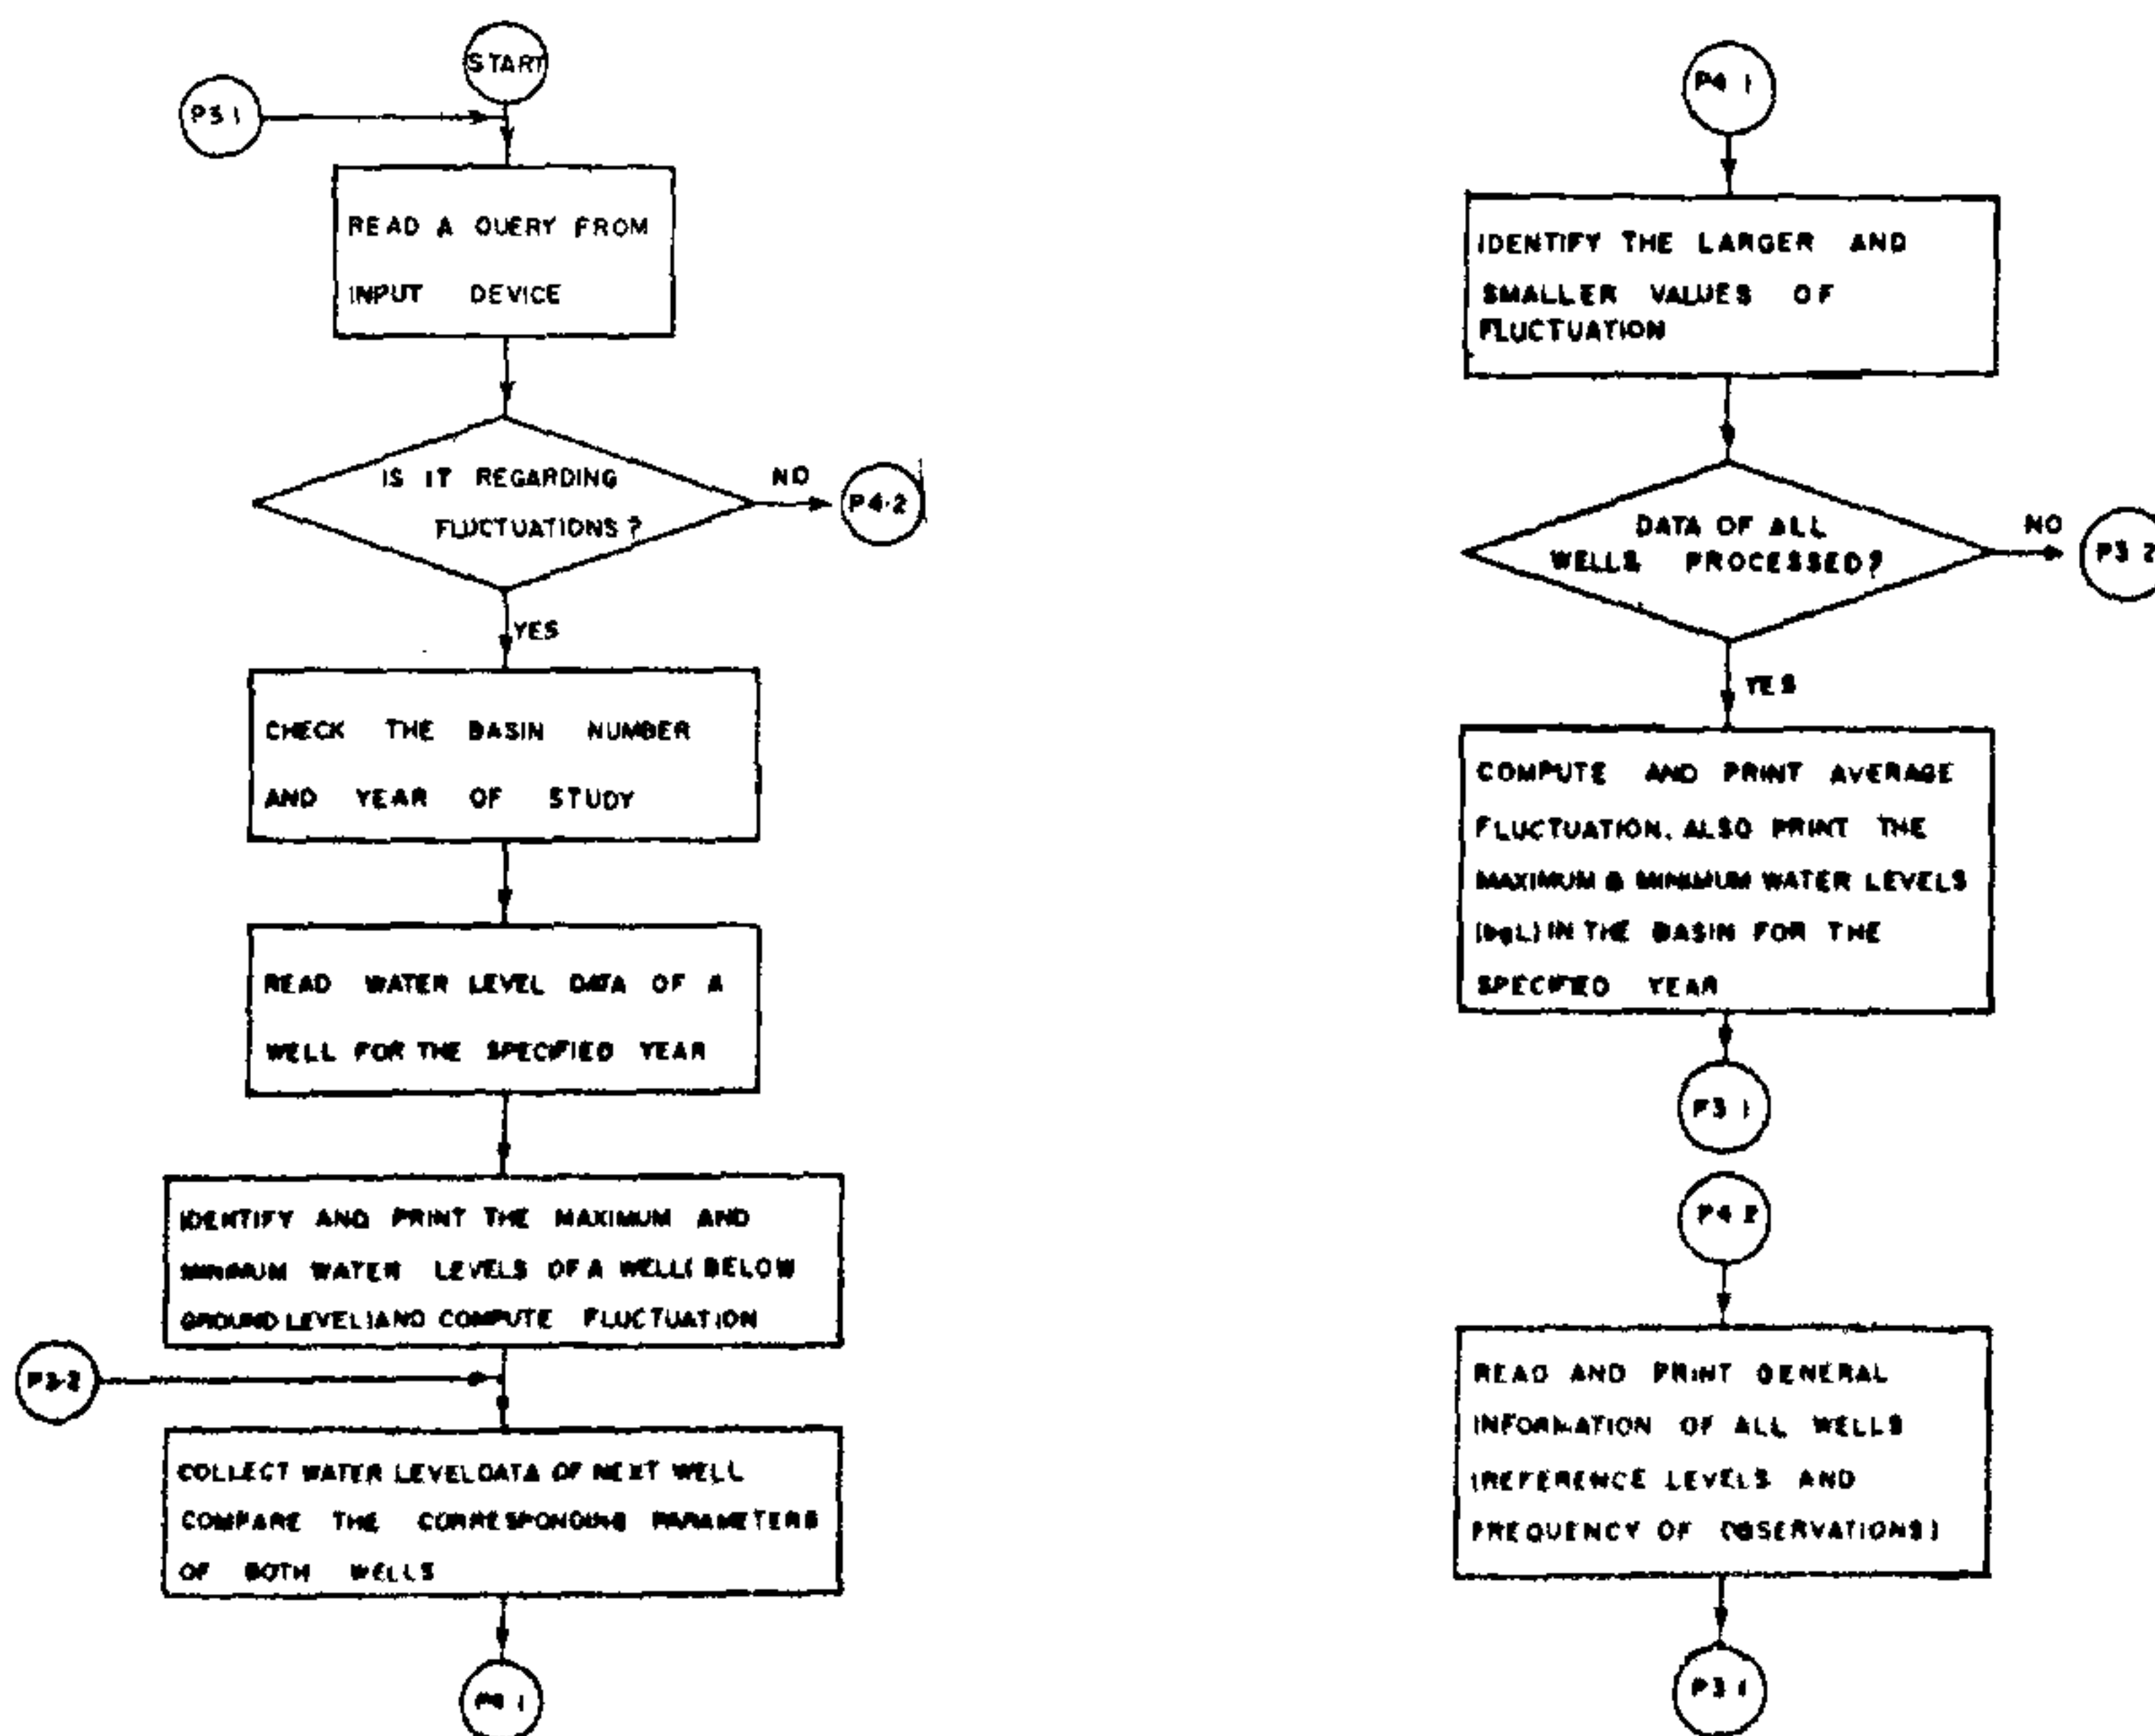 START
P3.1
READ A QUERY FROM
INPUT DEVICE
IS IT REGARDING
FLUCTUATIONS?
NO
P4.2
YES
CHECK THE BASIN NUMBER
AND YEAR OF STUDY
READ WATER LEVEL DATA OF A
WELL FOR THE SPECIFIED YEAR
IDENTIFY AND PRINT THE MAXIMUM AND
MINIMUM WATER LEVELS OF A WELL (BELOW
GROUND LEVEL) AND COMPUTE FLUCTUATION
P3.2
COLLECT WATER LEVEL DATA OF NEXT WELL
COMPARE THE CORRESPONDING PARAMETERS
OF BOTH WELLS
P4.1
P4.1
IDENTIFY THE LARGER AND
SMALLER VALUES OF
FLUCTUATION
DATA OF ALL
WELLS PROCESSED?
NO
P3.2
YES
COMPUTE AND PRINT AVERAGE
FLUCTUATION. ALSO PRINT THE
MAXIMUM & MINIMUM WATER LEVELS
(bgL) IN THE BASIN FOR THE
SPECIFIED YEAR
P3.1
P4.2
READ AND PRINT GENERAL
INFORMATION OF ALL WELLS
(REFERENCE LEVELS AND
FREQUENCY OF OBSERVATIONS)
P3.1